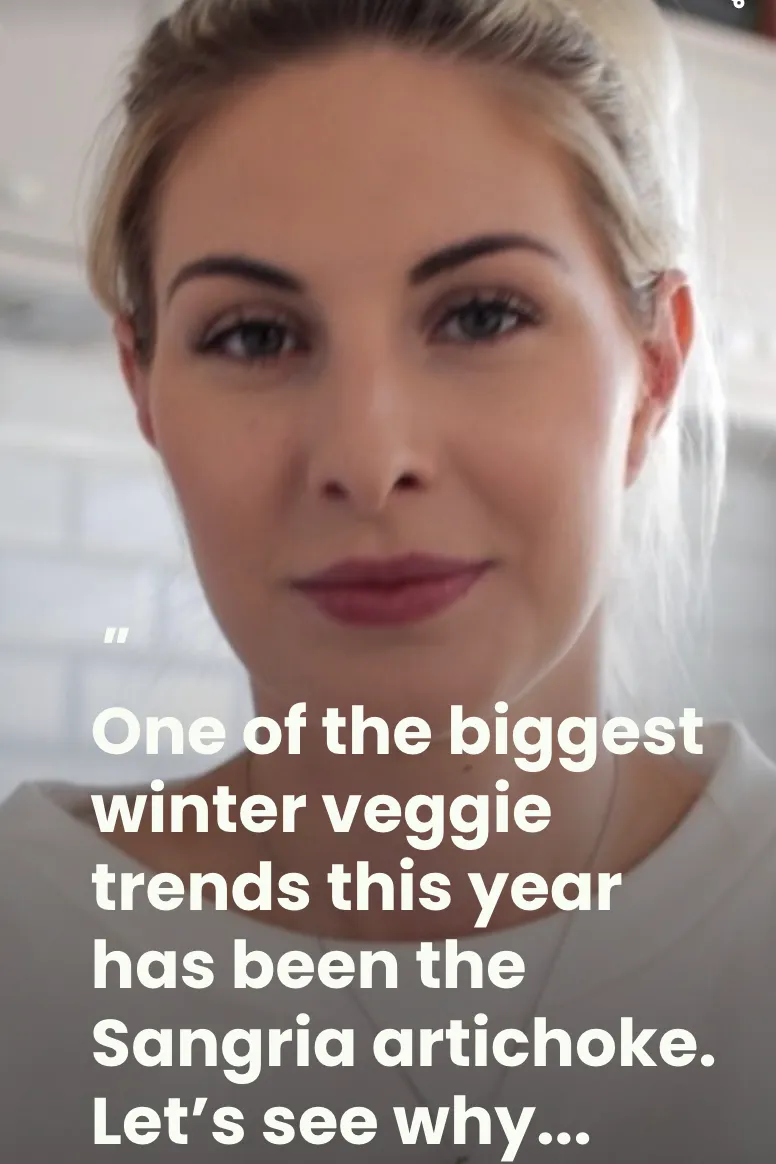 "
One of the biggest
winter veggie
trends this year
has been the
Sangria artichoke.
Let’s see why...